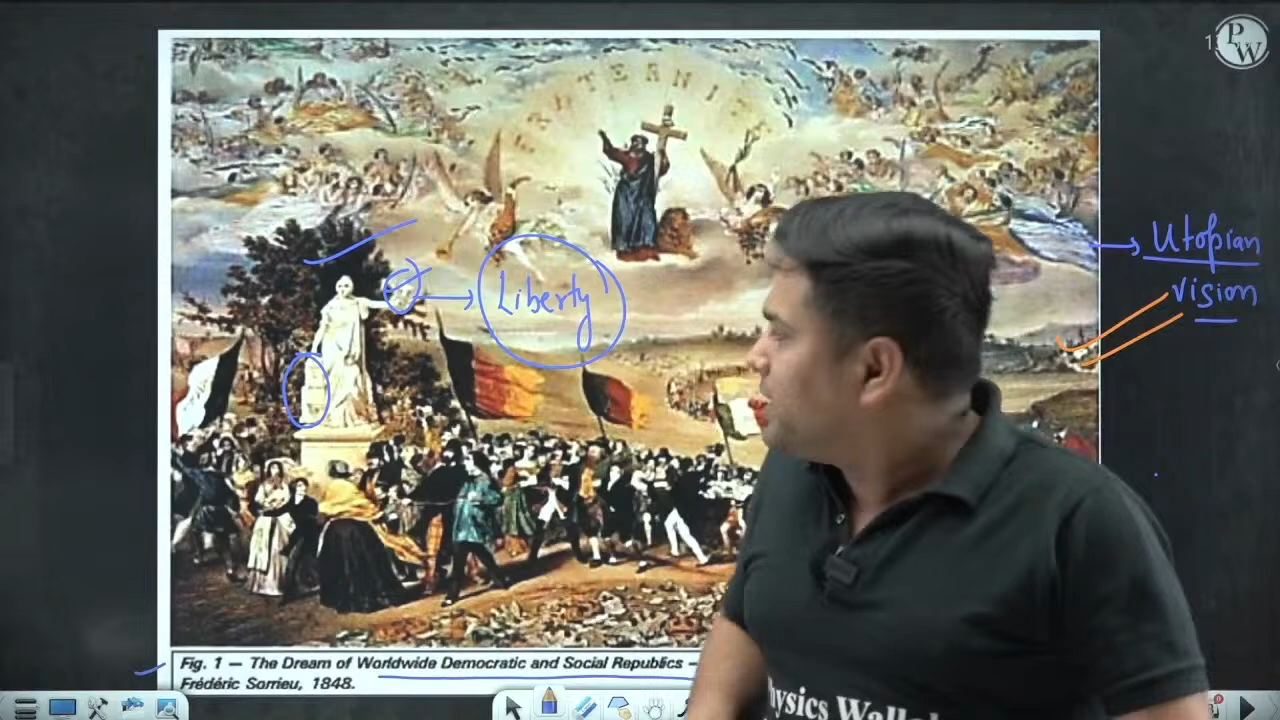 PW
FRATERNITE
Utopian
vision
Liberty
Fig. 1 — The Dream of Worldwide Democratic and Social Republics –
Frédéric Sorrieu, 1848.
Physics Walla